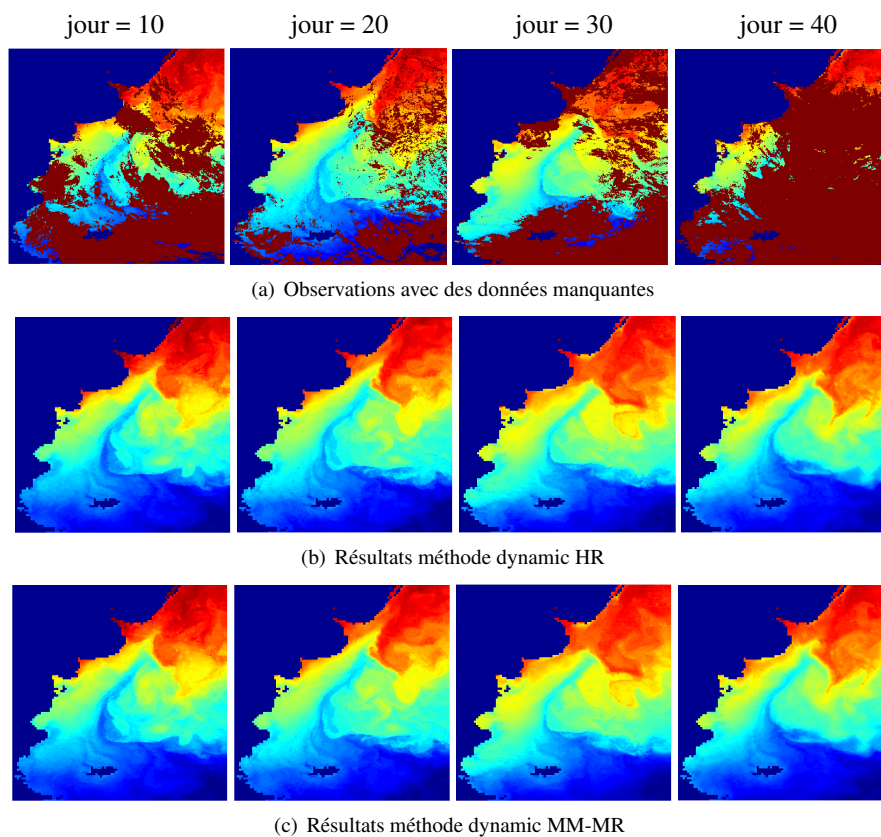 jour = 10 jour = 20 jour = 30 jour = 40
(a) Observations avec des données manquantes
(b) Résultats méthode dynamic HR
(c) Résultats méthode dynamic MM-MR